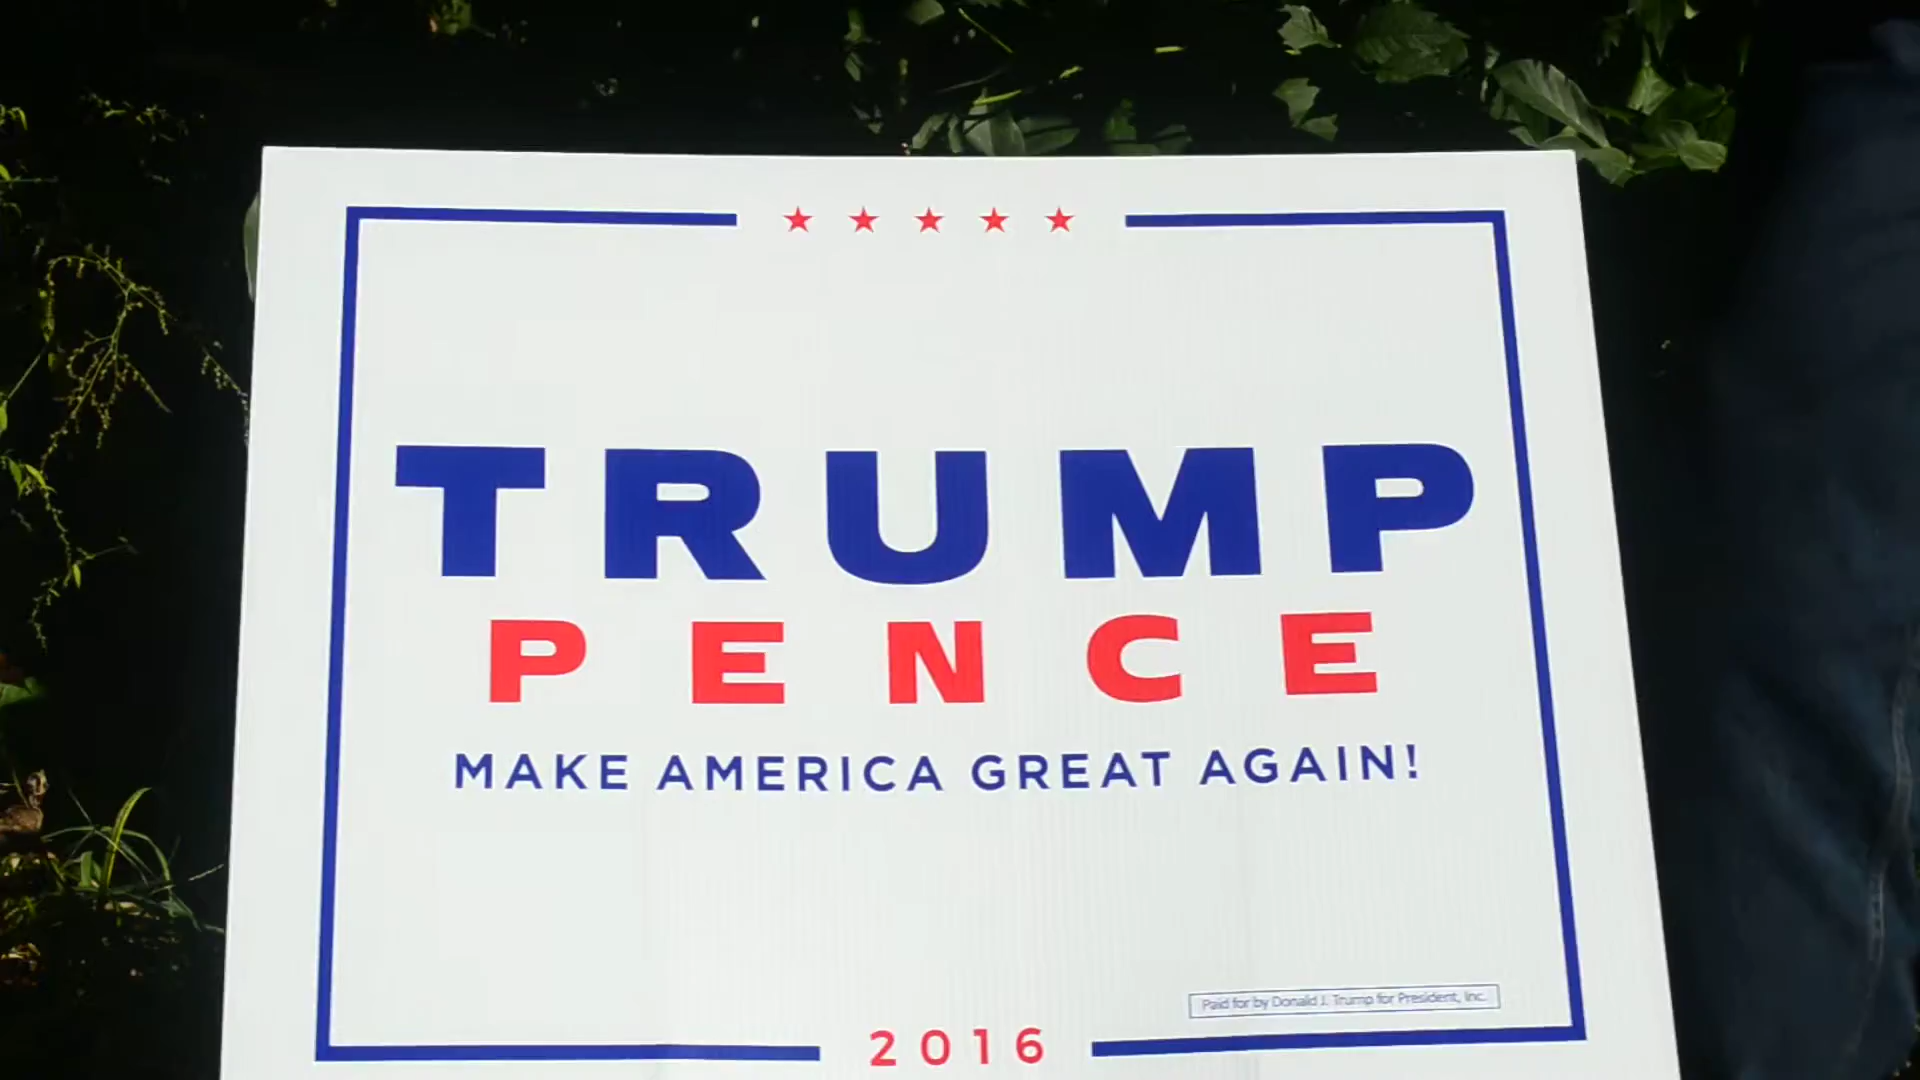 TRUMP
PENCE
MAKE AMERICA GREAT AGAIN!
Paid for by Donald J. Trump for President, Inc.
2016